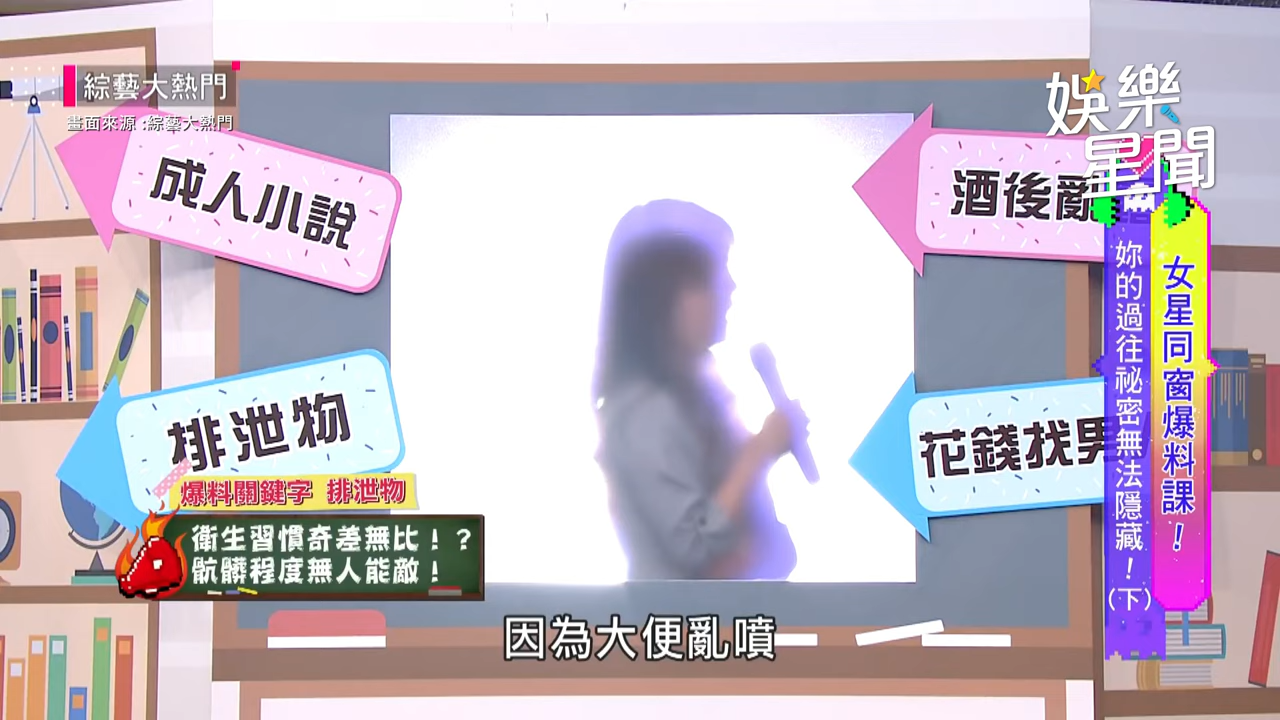 綜藝大熱門
畫面來源:綜藝大熱門
娛樂
星聞
成人小說
酒後亂
排泄物
花錢找男
女星同窗爆料課！
妳的過往祕密無法隱藏！(下)
爆料關鍵字 排泄物
衛生習慣奇差無比！？
骯髒程度無人能敵！
因為大便亂噴